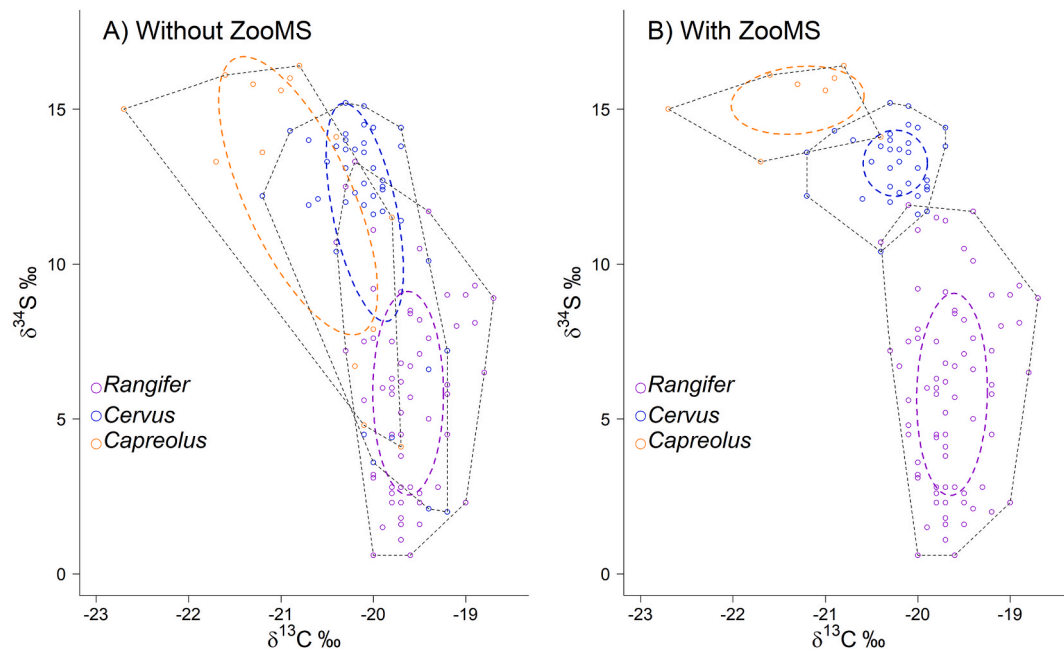 A) Without ZooMS
15
10
5
0
δ34S ‰
Rangifer
Cervus
Capreolus
-23 -22 -21 -20 -19
δ13C ‰
B) With ZooMS
15
10
5
0
δ34S ‰
Rangifer
Cervus
Capreolus
-23 -22 -21 -20 -19
δ13C ‰